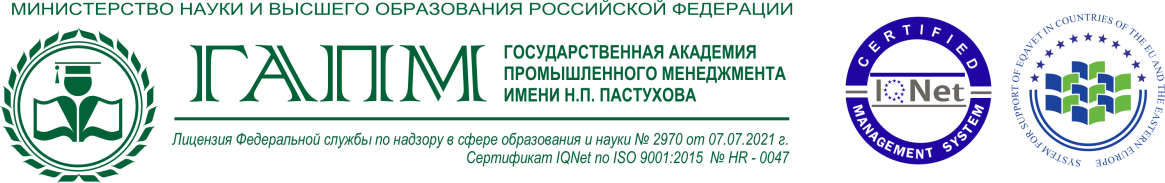 МИНИСТЕРСТВО НАУКИ И ВЫСШЕГО ОБРАЗОВАНИЯ РОССИЙСКОЙ ФЕДЕРАЦИИ
ГАПМ
ГОСУДАРСТВЕННАЯ АКАДЕМИЯ
ПРОМЫШЛЕННОГО МЕНЕДЖМЕНТА
ИМЕНИ Н.П. ПАСТУХОВА
Лицензия Федеральной службы по надзору в сфере образования и науки № 2970 от 07.07.2021 г.
Сертификат IQNet по ISO 9001:2015 № HR - 0047
CERTIFIED
IQNet
MANAGEMENT SYSTEM
SYSTEM FOR SUPPORT OF EQAVET IN COUNTRIES OF THE EU AND THE EASTERN EUROPE